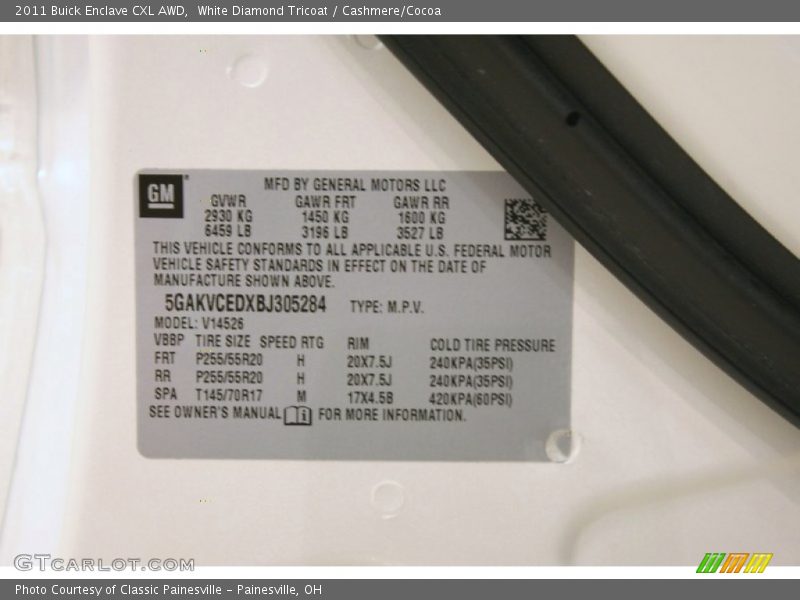 2011 Buick Enclave CXL AWD,  White Diamond Tricoat / Cashmere/Cocoa
GM
MFD BY GENERAL MOTORS LLC
GVWR GAWR FRT GAWR RR
2930 KG 1450 KG 1600 KG
6459 LB 3196 LB 3527 LB
THIS VEHICLE CONFORMS TO ALL APPLICABLE U.S. FEDERAL MOTOR
VEHICLE SAFETY STANDARDS IN EFFECT ON THE DATE OF
MANUFACTURE SHOWN ABOVE.
5GAKVCEDXBJ305284 TYPE: M.P.V.
MODEL: V14526
VBBP TIRE SIZE SPEED RTG RIM COLD TIRE PRESSURE
FRT P255/55R20 H 20X7.5J 240KPA(35PSI)
RR P255/55R20 H 20X7.5J 240KPA(35PSI)
SPA T145/70R17 M 17X4.5B 420KPA(60PSI)
SEE OWNER'S MANUAL FOR MORE INFORMATION.
GTCARLOT.COM
Photo Courtesy of Classic Painesville - Painesville, OH